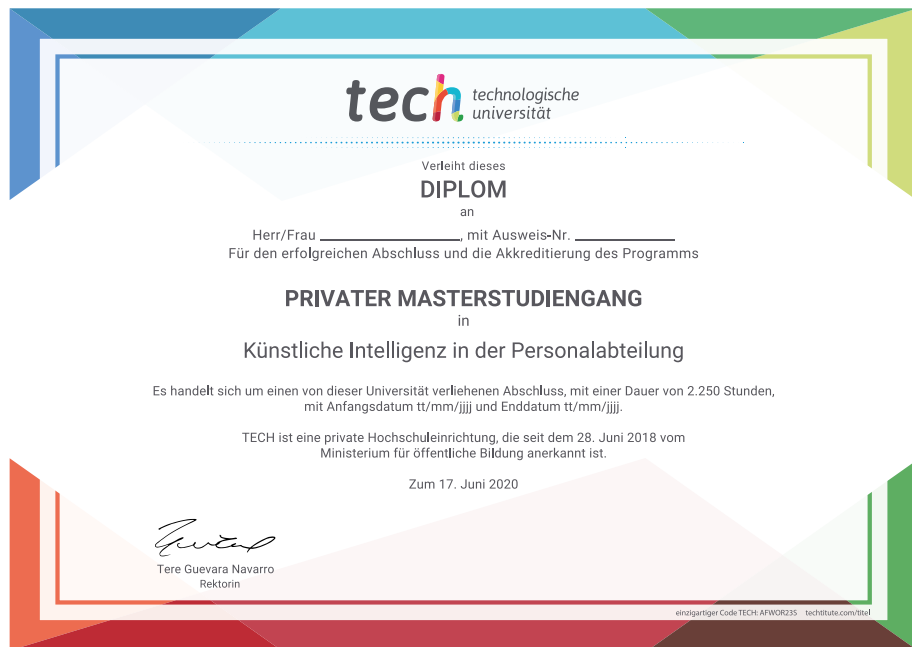 tech technologische
universität
Verleiht dieses
DIPLOM
an
Herr/Frau ____________________, mit Ausweis-Nr. ______________
Für den erfolgreichen Abschluss und die Akkreditierung des Programms
PRIVATER MASTERSTUDIENGANG
in
Künstliche Intelligenz in der Personalabteilung
Es handelt sich um einen von dieser Universität verliehenen Abschluss, mit einer Dauer von 2.250 Stunden,
mit Anfangsdatum tt/mm/jjjj und Enddatum tt/mm/jjjj.
TECH ist eine private Hochschuleinrichtung, die seit dem 28. Juni 2018 vom
Ministerium für öffentliche Bildung anerkannt ist.
Zum 17. Juni 2020
Tere Guevara Navarro
Rektorin
einzigartiger Code TECH: AFWOR23S techtitute.com/titel